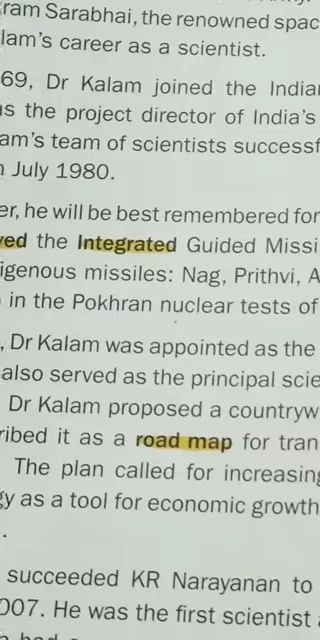 ram Sarabhai, the renowned spac
lam's career as a scientist.
69, Dr Kalam joined the India
as the project director of India's
am's team of scientists successf
July 1980.
er, he will be best remembered for
ved the Integrated Guided Missi
igenous missiles: Nag, Prithvi, A
in the Pokhran nuclear tests of
, Dr Kalam was appointed as the
also served as the principal scie
Dr Kalam proposed a countryw
ribed it as a road map for tran
The plan called for increasing
gy as a tool for economic growth
.
succeeded KR Narayanan to
007. He was the first scientist